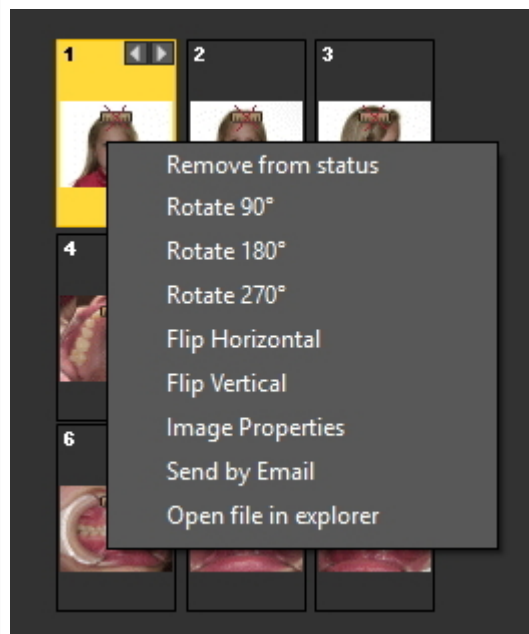 1
2
3
Remove from status
Rotate 90°
Rotate 180°
Rotate 270°
Flip Horizontal
Flip Vertical
Image Properties
Send by Email
Open file in explorer
4
6